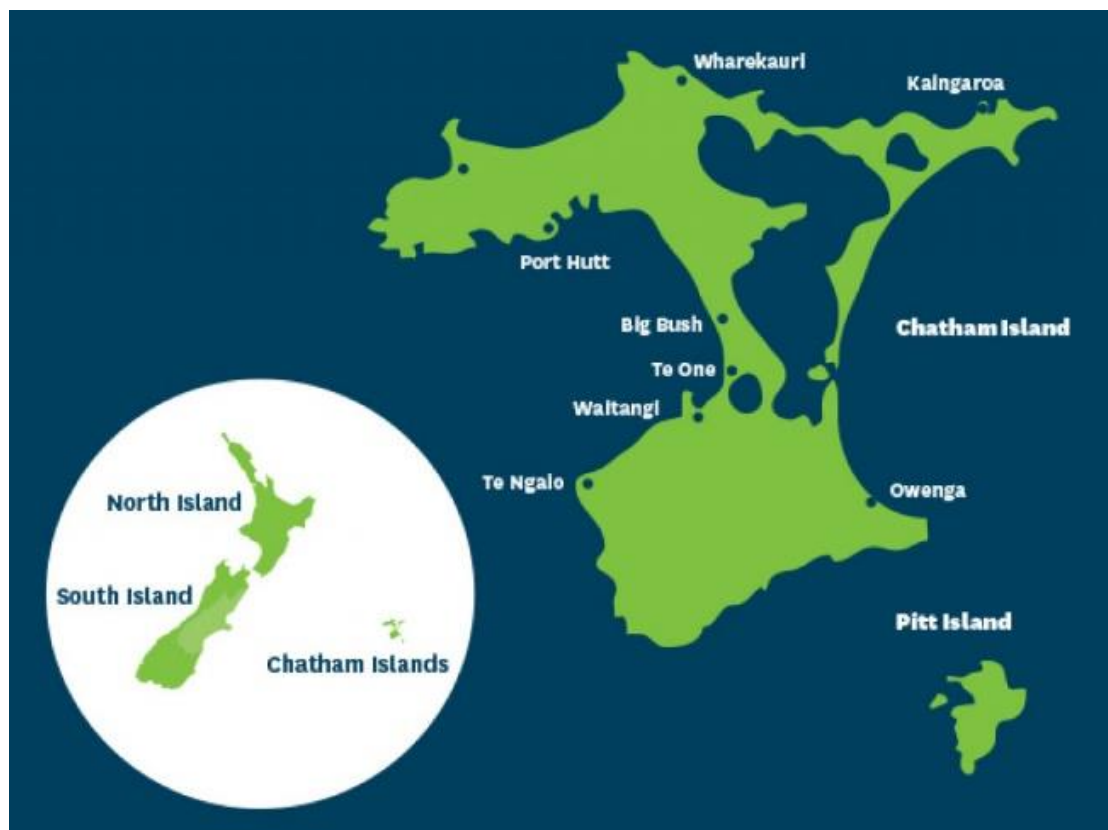 Wharekauri
Kaingaroa
Port Hutt
Big Bush
Chatham Island
Te One
Waitangi
Te Ngaio
Owenga
North Island
South Island
Pitt Island
Chatham Islands